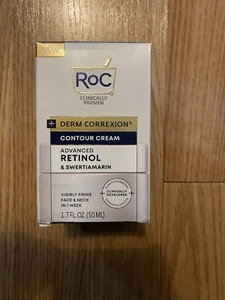 NEW
RoC
CLINICALLY
PROVEN
+ DERM CORREXION®
CONTOUR CREAM
ADVANCED
RETINOL
& SWERTIAMARIN
VISIBLY FIRMS
FACE & NECK
IN 1 WEEK
CLINICALLY
DEVELOPED
1.7 FL. OZ. (50 ML)